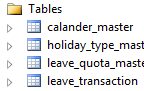 Tables
calander_master
holiday_type_mast
leave_quota_maste
leave_transaction